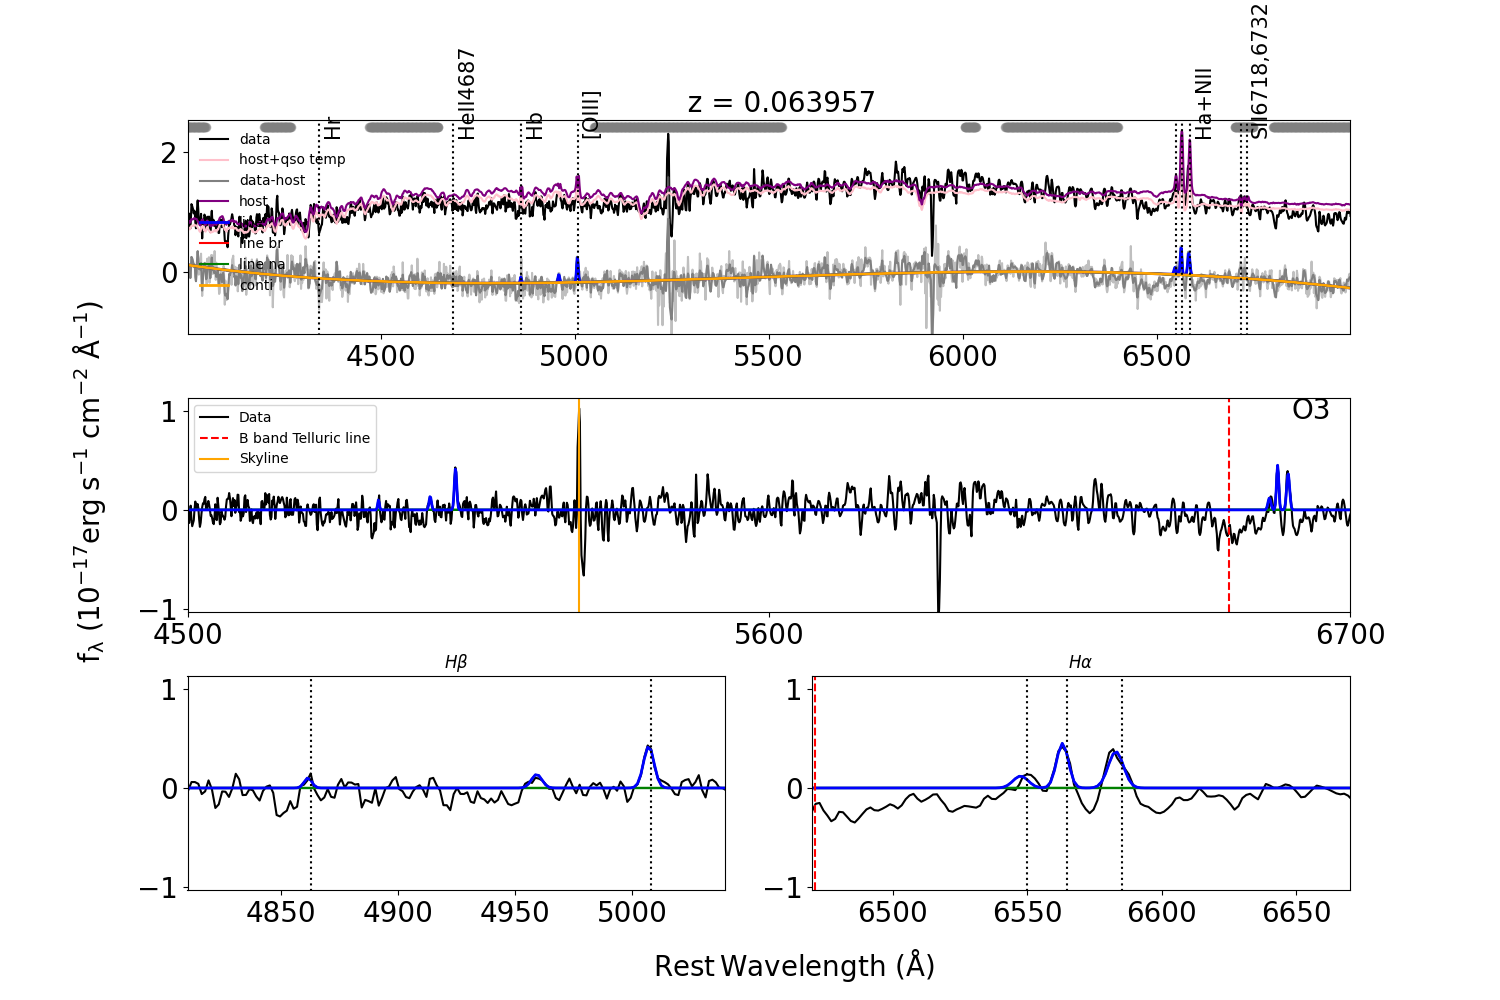 z = 0.063957
Hr
HeII4687
Hb
[OIII]
Ha+NII
SII6718,6732
data
host+qso temp
data-host
host
line br
line na
conti
2
0
4500
5000
5500
6000
6500
fλ (10⁻¹⁷erg s⁻¹ cm⁻² Å⁻¹)
O3
Data
B band Telluric line
Skyline
1
0
−1
4500
5600
6700
Hβ
1
0
−1
4850
4900
4950
5000
Hα
1
0
−1
6500
6550
6600
6650
Rest Wavelength (Å)